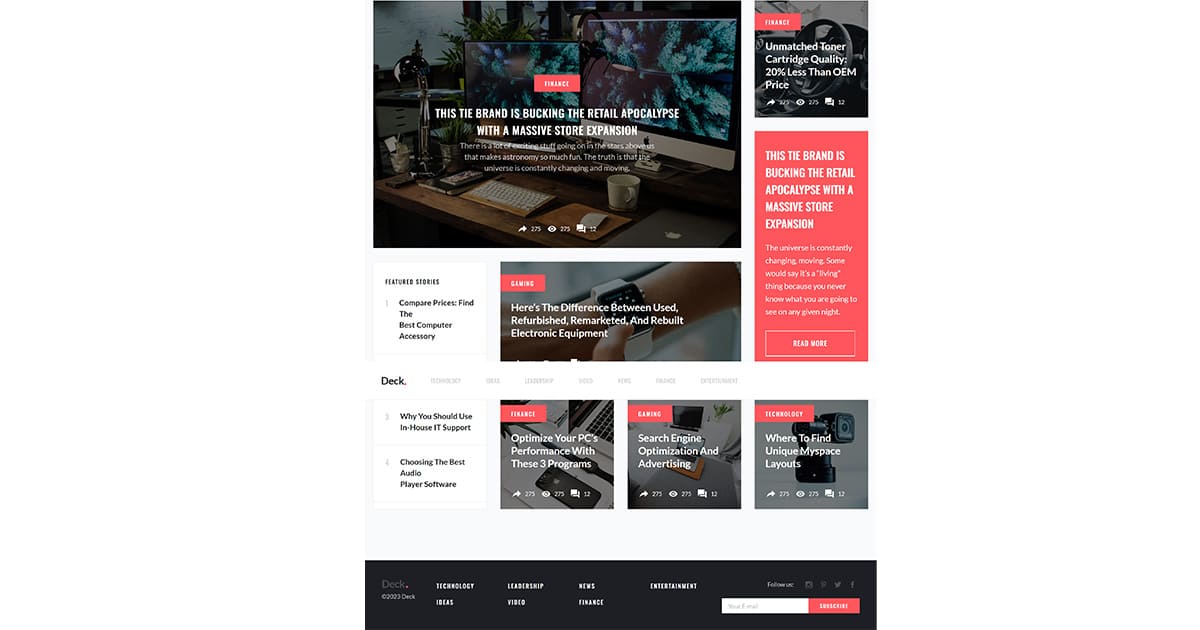 FINANCE
THIS TIE BRAND IS BUCKING THE RETAIL APOCALYPSE
WITH A MASSIVE STORE EXPANSION
There is a lot of exciting stuff going on in the stars above us
that makes astronomy so much fun. The truth is that the
universe is constantly changing and moving.
275 275 12
FINANCE
Unmatched Toner
Cartridge Quality:
20% Less Than OEM
Price
275 275 12
THIS TIE BRAND IS
BUCKING THE RETAIL
APOCALYPSE WITH A
MASSIVE STORE
EXPANSION
The universe is constantly
changing, moving. Some
would say it's a "living"
thing because you never
know what you are going to
see on any given night.
READ MORE
FEATURED STORIES
1 Compare Prices: Find
The
Best Computer
Accessory
GAMING
Here's The Difference Between Used,
Refurbished, Remarketed, And Rebuilt
Electronic Equipment
Deck. TECHNOLOGY IDEAS LEADERSHIP VIDEO NEWS FINANCE ENTERTAINMENT
3 Why You Should Use
In-House IT Support
4 Choosing The Best
Audio
Player Software
FINANCE
Optimize Your PC's
Performance With
These 3 Programs
275 275 12
GAMING
Search Engine
Optimization And
Advertising
275 275 12
TECHNOLOGY
Where To Find
Unique Myspace
Layouts
275 275 12
Deck.
©2023 Deck
TECHNOLOGY LEADERSHIP NEWS ENTERTAINMENT
IDEAS VIDEO FINANCE
Follow us:
Your E-mail SUBSCRIBE